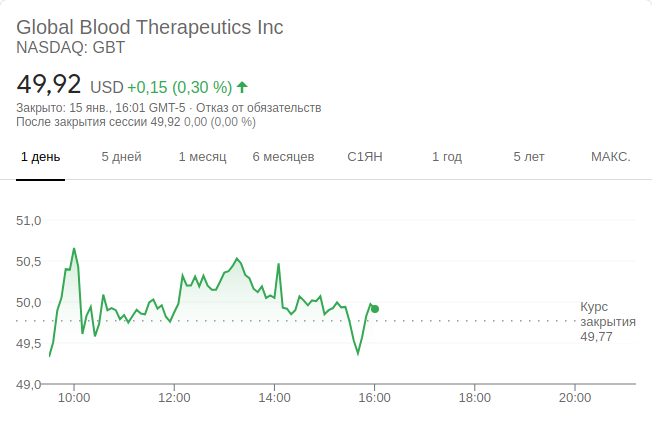 Global Blood Therapeutics Inc
NASDAQ: GBT
49,92 USD +0,15 (0,30 %)
Закрыто: 15 янв., 16:01 GMT-5 · Отказ от обязательств
После закрытия сессии 49,92 0,00 (0,00 %)
1 день 5 дней 1 месяц 6 месяцев С1ЯН 1 год 5 лет МАКС.
51,0
50,5
50,0
Курс
закрытия
49,77
49,5
49,0
10:00 12:00 14:00 16:00 18:00 20:00